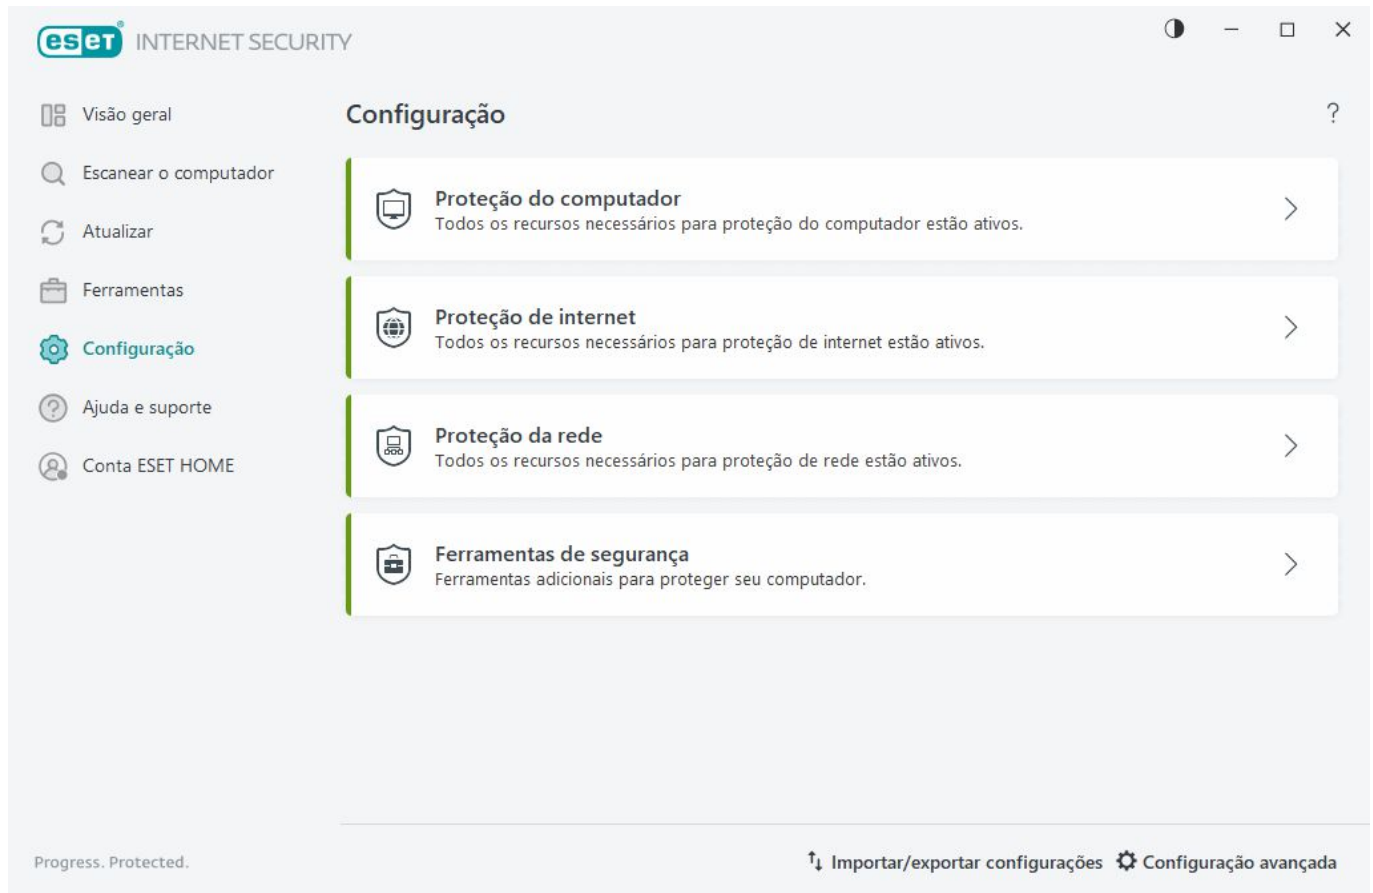 eset INTERNET SECURITY
Visão geral
Escanear o computador
Atualizar
Ferramentas
Configuração
Ajuda e suporte
Conta ESET HOME
Configuração
?
Proteção do computador
Todos os recursos necessários para proteção do computador estão ativos.
Proteção de internet
Todos os recursos necessários para proteção de internet estão ativos.
Proteção da rede
Todos os recursos necessários para proteção de rede estão ativos.
Ferramentas de segurança
Ferramentas adicionais para proteger seu computador.
Progress. Protected.
Importar/exportar configurações
Configuração avançada